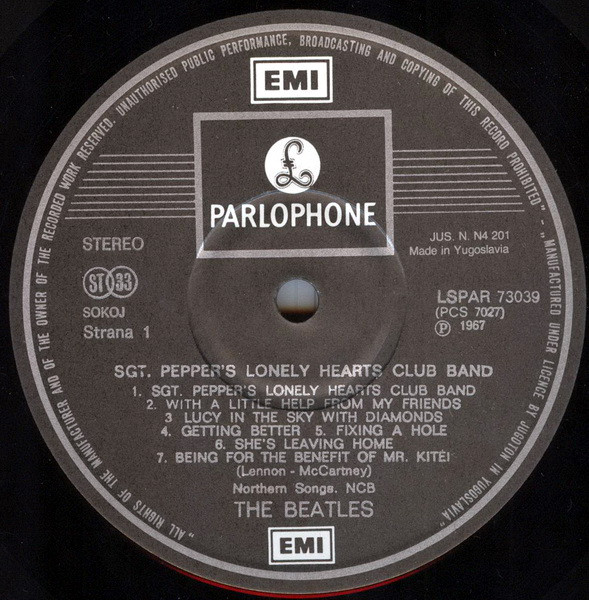 "ALL RIGHTS OF THE MANUFACTURER AND OF THE OWNER OF THE RECORDED WORK RESERVED. UNAUTHORISED PUBLIC PERFORMANCE, BROADCASTING AND COPYING OF THIS RECORD PROHIBITED" - "MANUFACTURED UNDER LICENCE BY JUGOTON IN YUGOSLAVIA"
EMI
£
PARLOPHONE
STEREO
JUS. N. N4 201
Made in Yugoslavia
ST 33
SOKOJ
Strana 1
LSPAR 73039
(PCS 7027)
Ⓟ 1967
SGT. PEPPER'S LONELY HEARTS CLUB BAND
1. SGT. PEPPER'S LONELY HEARTS CLUB BAND
2. WITH A LITTLE HELP FROM MY FRIENDS
3 LUCY IN THE SKY WITH DIAMONDS
4. GETTING BETTER 5. FIXING A HOLE
6. SHE'S LEAVING HOME
7. BEING FOR THE BENEFIT OF MR. KITE!
(Lennon - McCartney)
Northern Songs. NCB
THE BEATLES
EMI